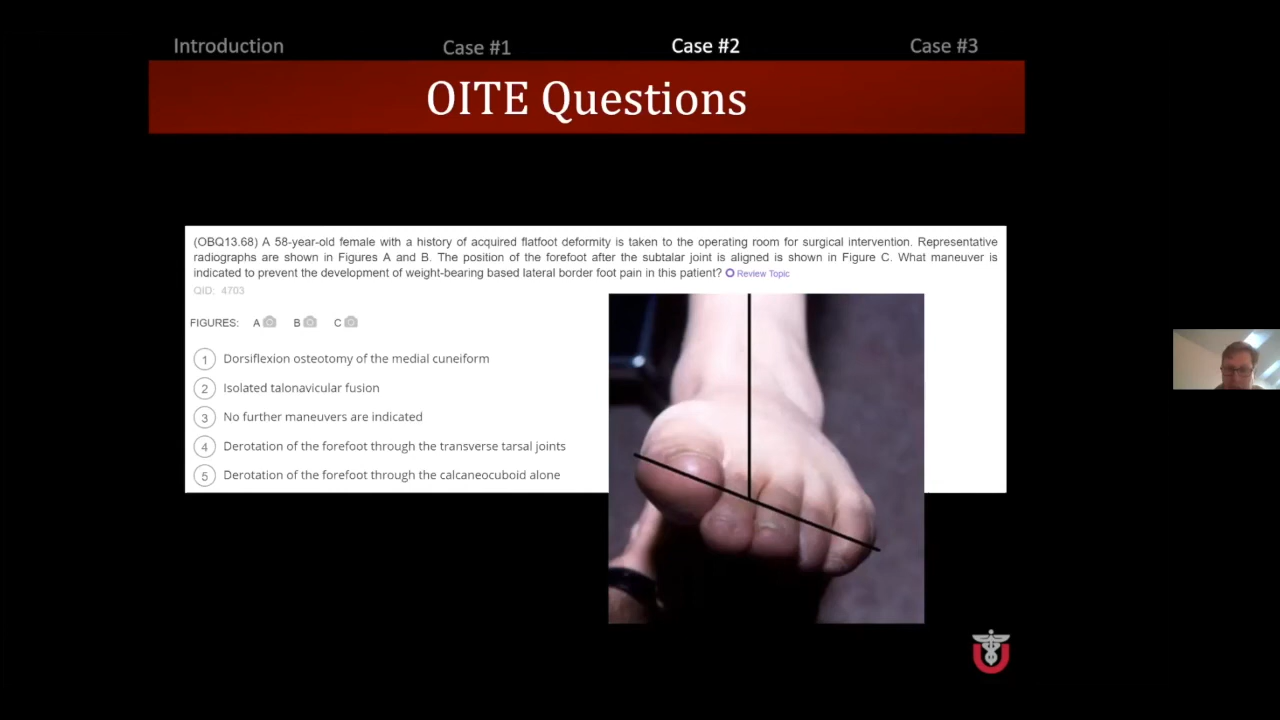 Introduction Case #1 Case #2 Case #3
OITE Questions
(OBQ13.68) A 58-year-old female with a history of acquired flatfoot deformity is taken to the operating room for surgical intervention. Representative
radiographs are shown in Figures A and B. The position of the forefoot after the subtalar joint is aligned is shown in Figure C. What maneuver is
indicated to prevent the development of weight-bearing based lateral border foot pain in this patient? Review Topic
QID: 4703
FIGURES: A B C
1 Dorsiflexion osteotomy of the medial cuneiform
2 Isolated talonavicular fusion
3 No further maneuvers are indicated
4 Derotation of the forefoot through the transverse tarsal joints
5 Derotation of the forefoot through the calcaneocuboid alone
U